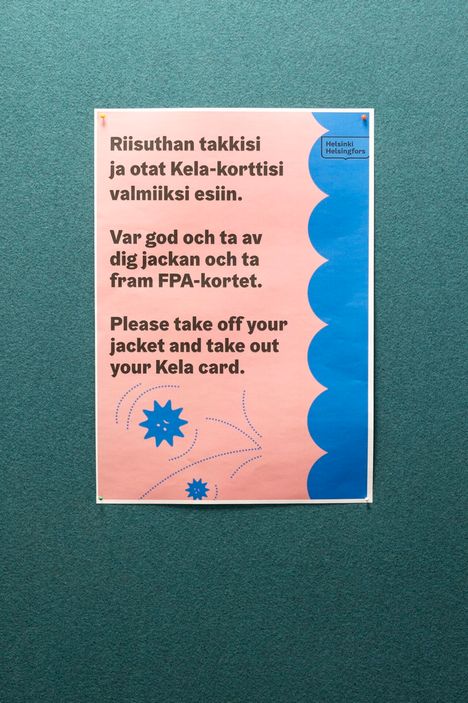 Riisuthan takkisi
ja otat Kela-korttisi
valmiiksi esiin.
Var god och ta av
dig jackan och ta
fram FPA-kortet.
Please take off your
jacket and take out
your Kela card.
Helsinki
Helsingfors